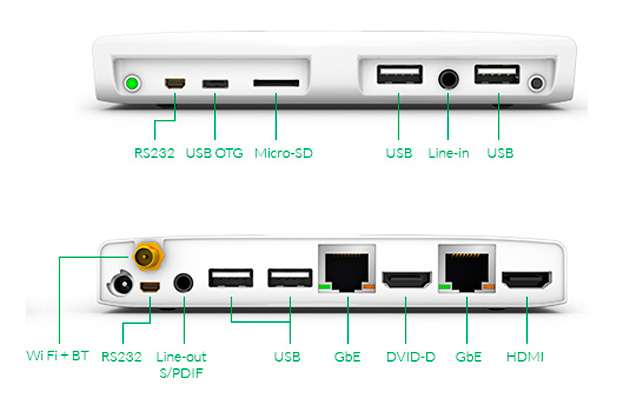 RS232 USB OTG Micro-SD USB Line-in USB
Wi Fi + BT RS232 Line-out USB GbE DVID-D GbE HDMI
S/PDIF